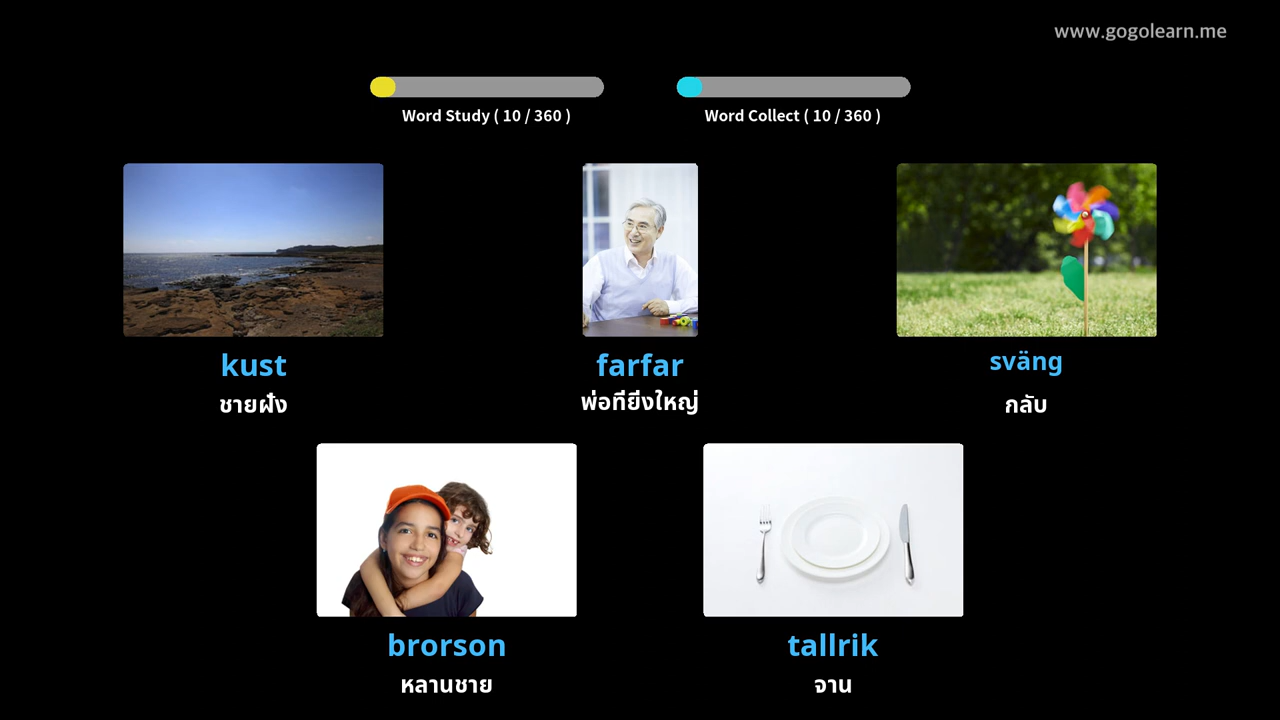 www.gogolearn.me
Word Study ( 10 / 360 )
Word Collect ( 10 / 360 )
kust
ชายฝั่ง
farfar
พ่อที่ยิ่งใหญ่
sväng
กลับ
brorson
หลานชาย
tallrik
จาน